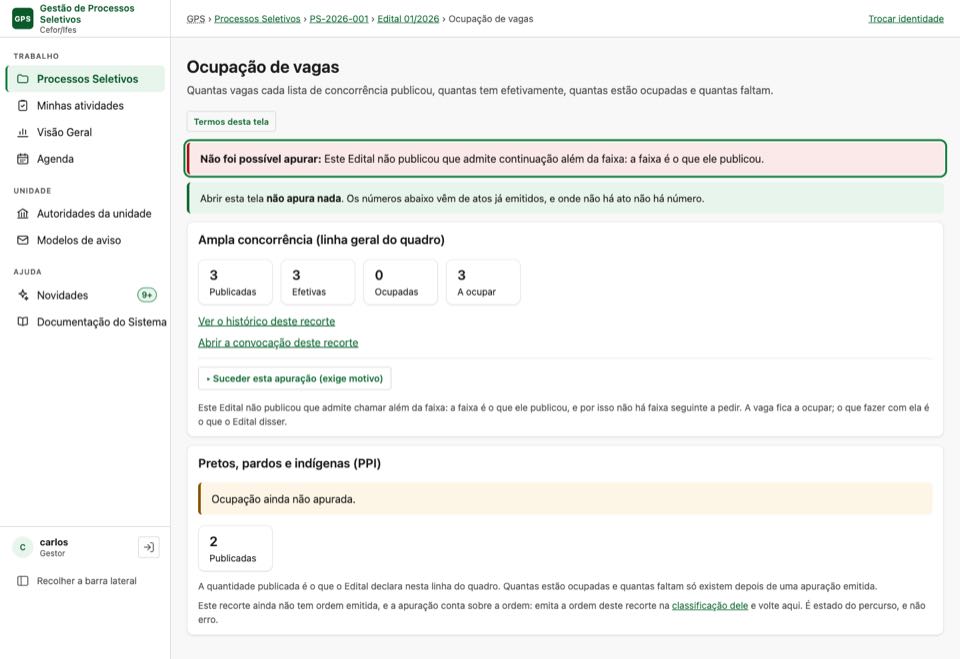 GPS
Gestão de Processos
Seletivos
Cefor/Ifes
GPS › Processos Seletivos › PS-2026-001 › Edital 01/2026 › Ocupação de vagas
Trocar identidade
TRABALHO
Processos Seletivos
Minhas atividades
Visão Geral
Agenda
UNIDADE
Autoridades da unidade
Modelos de aviso
AJUDA
Novidades
9+
Documentação do Sistema
C
carlos
Gestor
Recolher a barra lateral
Ocupação de vagas
Quantas vagas cada lista de concorrência publicou, quantas tem efetivamente, quantas estão ocupadas e quantas faltam.
Termos desta tela
Não foi possível apurar: Este Edital não publicou que admite continuação além da faixa: a faixa é o que ele publicou.
Abrir esta tela não apura nada. Os números abaixo vêm de atos já emitidos, e onde não há ato não há número.
Ampla concorrência (linha geral do quadro)
3
Publicadas
3
Efetivas
0
Ocupadas
3
A ocupar
Ver o histórico deste recorte
Abrir a convocação deste recorte
Suceder esta apuração (exige motivo)
Este Edital não publicou que admite chamar além da faixa: a faixa é o que ele publicou, e por isso não há faixa seguinte a pedir. A vaga fica a ocupar; o que fazer com ela é
o que o Edital disser.
Pretos, pardos e indígenas (PPI)
Ocupação ainda não apurada.
2
Publicadas
A quantidade publicada é o que o Edital declara nesta linha do quadro. Quantas estão ocupadas e quantas faltam só existem depois de uma apuração emitida.
Este recorte ainda não tem ordem emitida, e a apuração conta sobre a ordem: emita a ordem deste recorte na classificação dele e volte aqui. É estado do percurso, e não
erro.